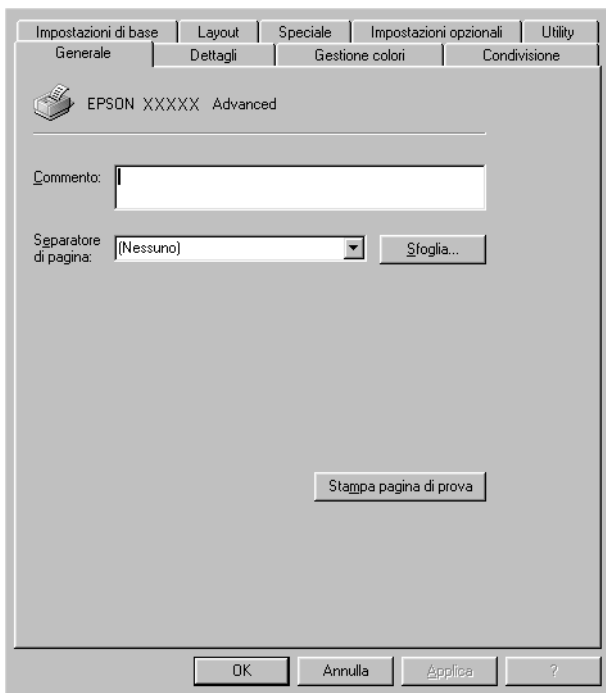 Impostazioni di base Layout Speciale Impostazioni opzionali Utility
Generale Dettagli Gestione colori Condivisione
EPSON XXXXX Advanced
Commento:
Separatore di pagina: (Nessuno) Sfoglia...
Stampa pagina di prova
OK Annulla Applica ?